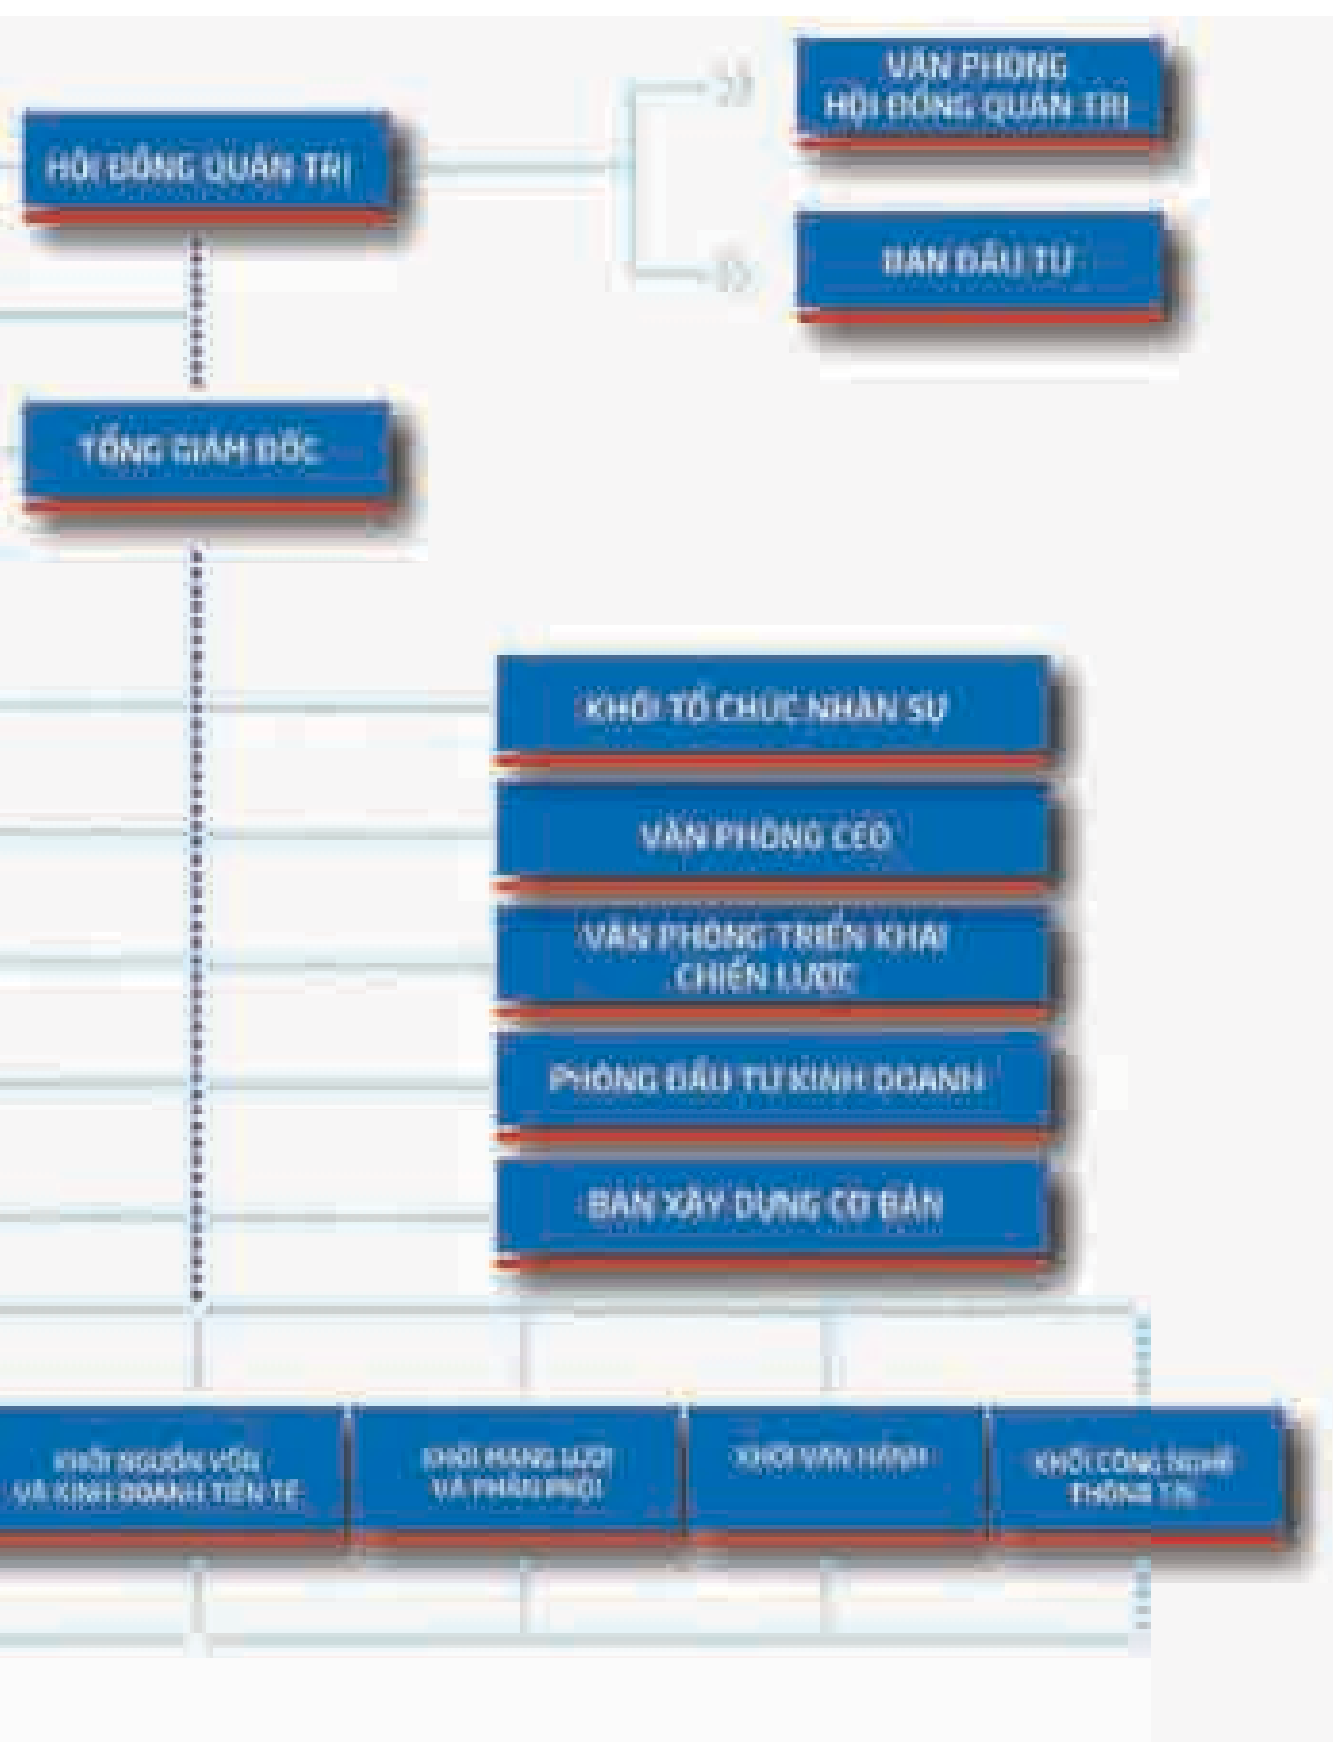 VĂN PHÒNG
HỘI ĐỒNG QUẢN TRỊ
HỘI ĐỒNG QUẢN TRỊ
BAN ĐẦU TƯ
TỔNG GIÁM ĐỐC
KHỐI TỔ CHỨC NHÂN SỰ
VĂN PHÒNG CEO
VĂN PHÒNG TRIỂN KHAI
CHIẾN LƯỢC
PHÒNG ĐẦU TƯ KINH DOANH
BAN XÂY DỰNG CƠ BẢN
KHỐI NGUỒN VỐN
VÀ KINH DOANH TIỀN TỆ
KHỐI MẠNG LƯỚI
VÀ PHÂN PHỐI
KHỐI VẬN HÀNH
KHỐI CÔNG NGHỆ
THÔNG TIN